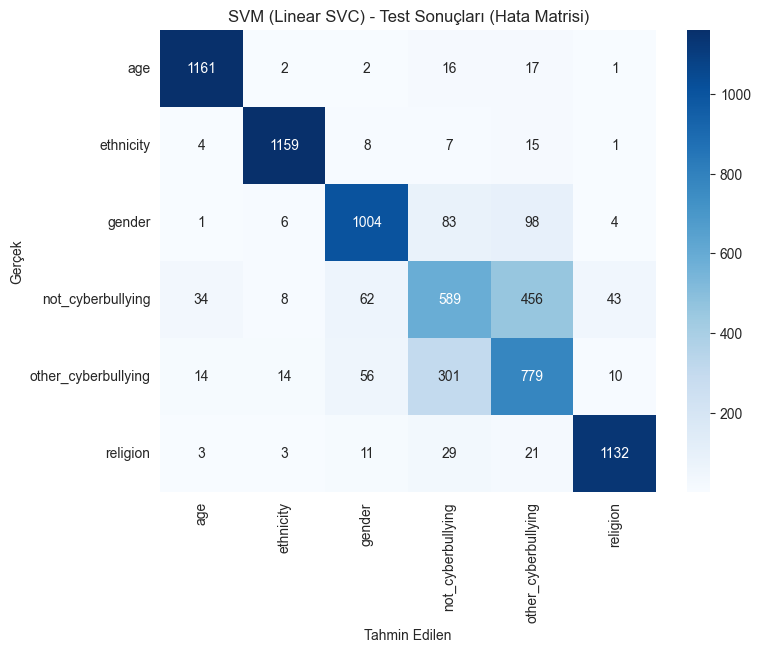 SVM (Linear SVC) - Test Sonuçları (Hata Matrisi)
age 1161 2 2 16 17 1
ethnicity 4 1159 8 7 15 1
gender 1 6 1004 83 98 4
not_cyberbullying 34 8 62 589 456 43
other_cyberbullying 14 14 56 301 779 10
religion 3 3 11 29 21 1132
Gerçek
age ethnicity gender not_cyberbullying other_cyberbullying religion
Tahmin Edilen
1000
800
600
400
200